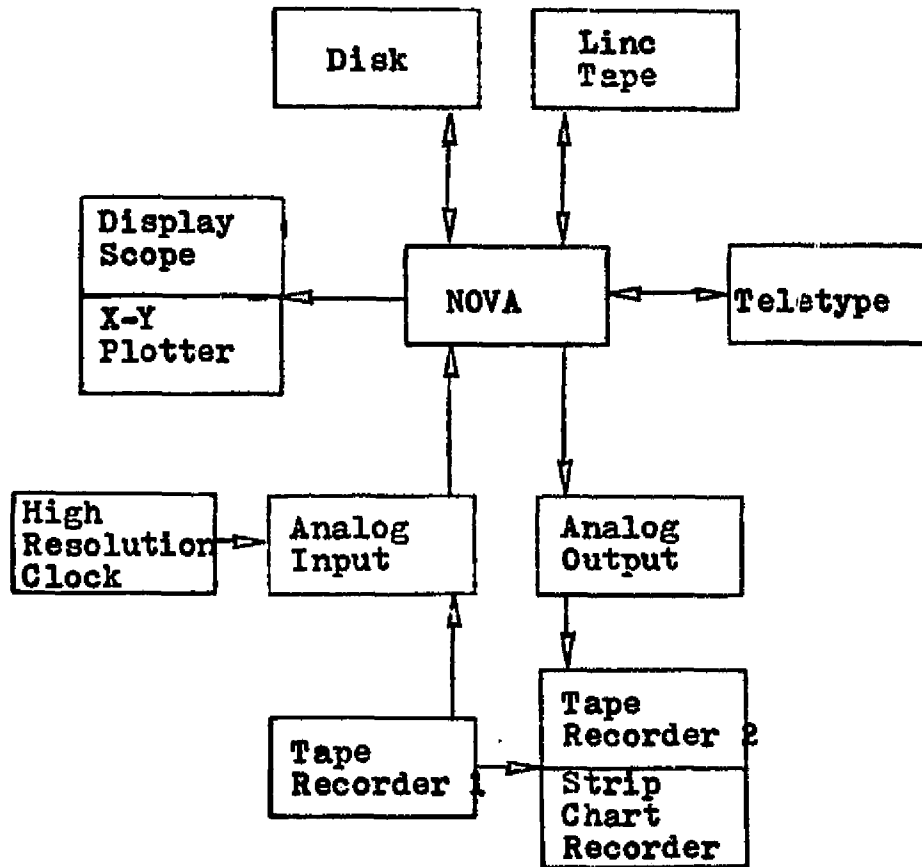 Disk
Linc
Tape
Display
Scope
X-Y
Plotter
NOVA
Teletype
High
Resolution
Clock
Analog
Input
Analog
Output
Tape
Recorder 1
Tape
Recorder 2
Strip
Chart
Recorder